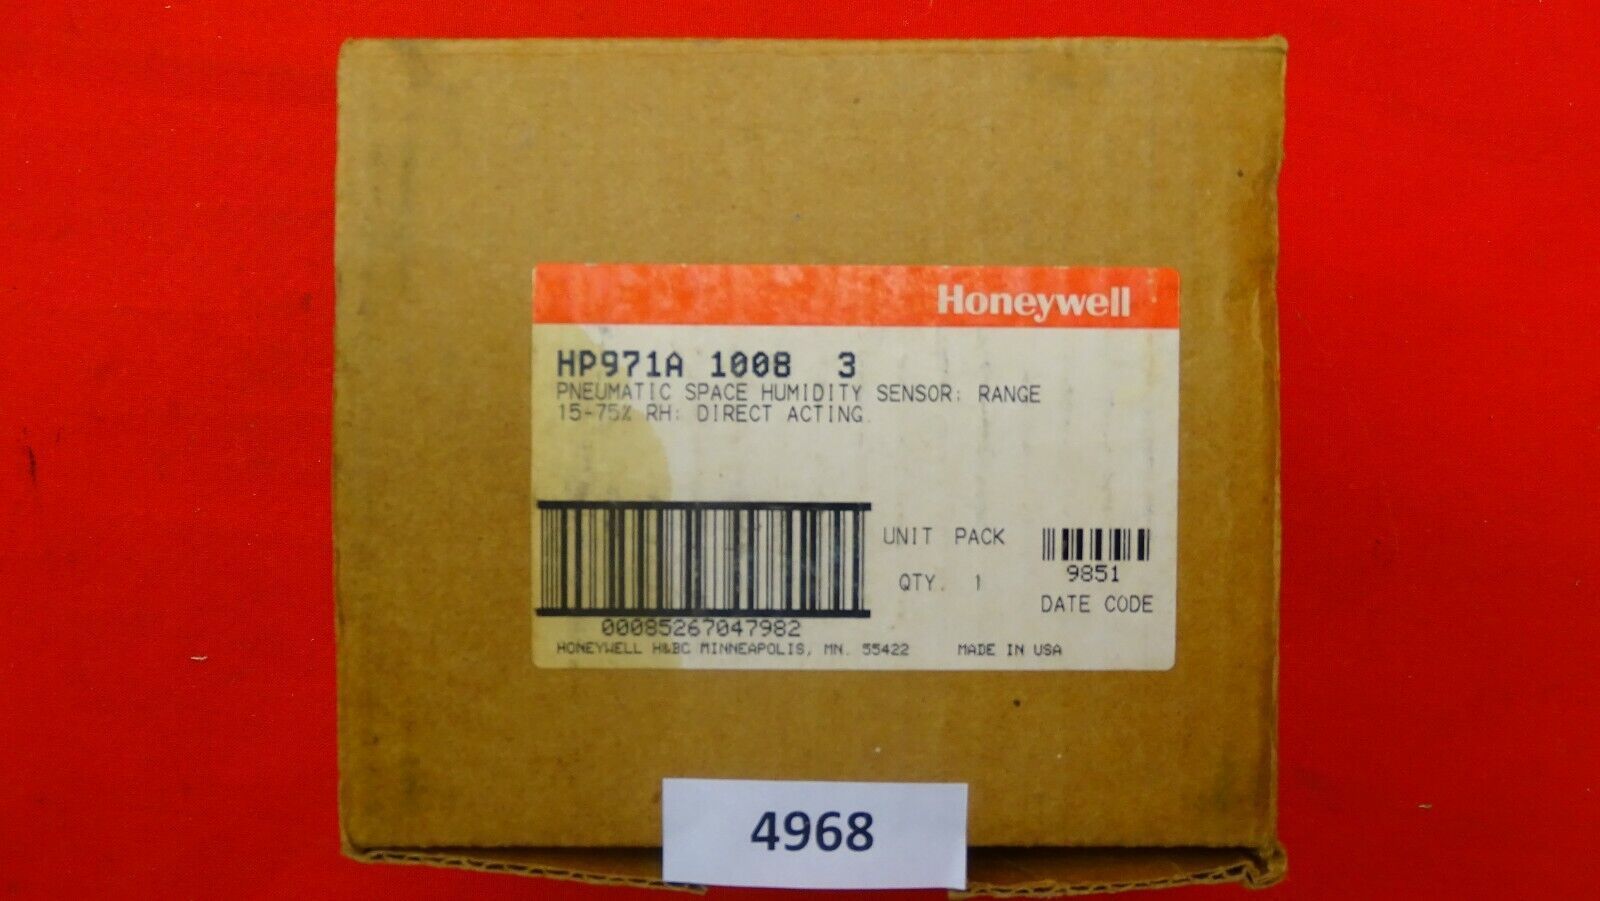 Honeywell
HP971A 1008 3
PNEUMATIC SPACE HUMIDITY SENSOR; RANGE
15-75% RH: DIRECT ACTING.
UNIT PACK
QTY. 1
9851
DATE CODE
00085267047982
HONEYWELL H&BC MINNEAPOLIS, MN. 55422 MADE IN USA
4968